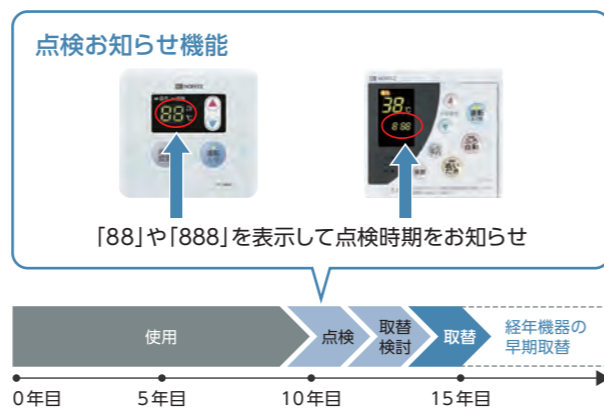 点検お知らせ機能
NORITZ
88
℃
NORITZ
38℃
888
「88」や「888」を表示して点検時期をお知らせ
使用
点検
取替
検討
取替
経年機器の
早期取替
0年目
5年目
10年目
15年目